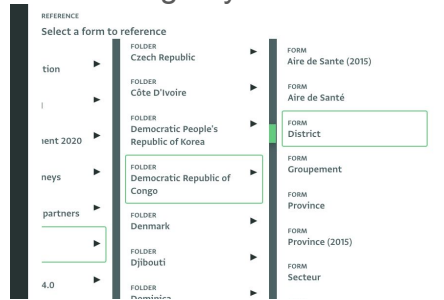 REFERENCE
Select a form to reference
tion
nent 2020
neys
partners
4.0
FOLDER
Czech Republic
FOLDER
Côte D'Ivoire
FOLDER
Democratic People's
Republic of Korea
FOLDER
Democratic Republic of
Congo
FOLDER
Denmark
FOLDER
Djibouti
FOLDER
Dominica
FORM
Aire de Sante (2015)
FORM
Aire de Santé
FORM
District
FORM
Groupement
FORM
Province
FORM
Province (2015)
FORM
Secteur